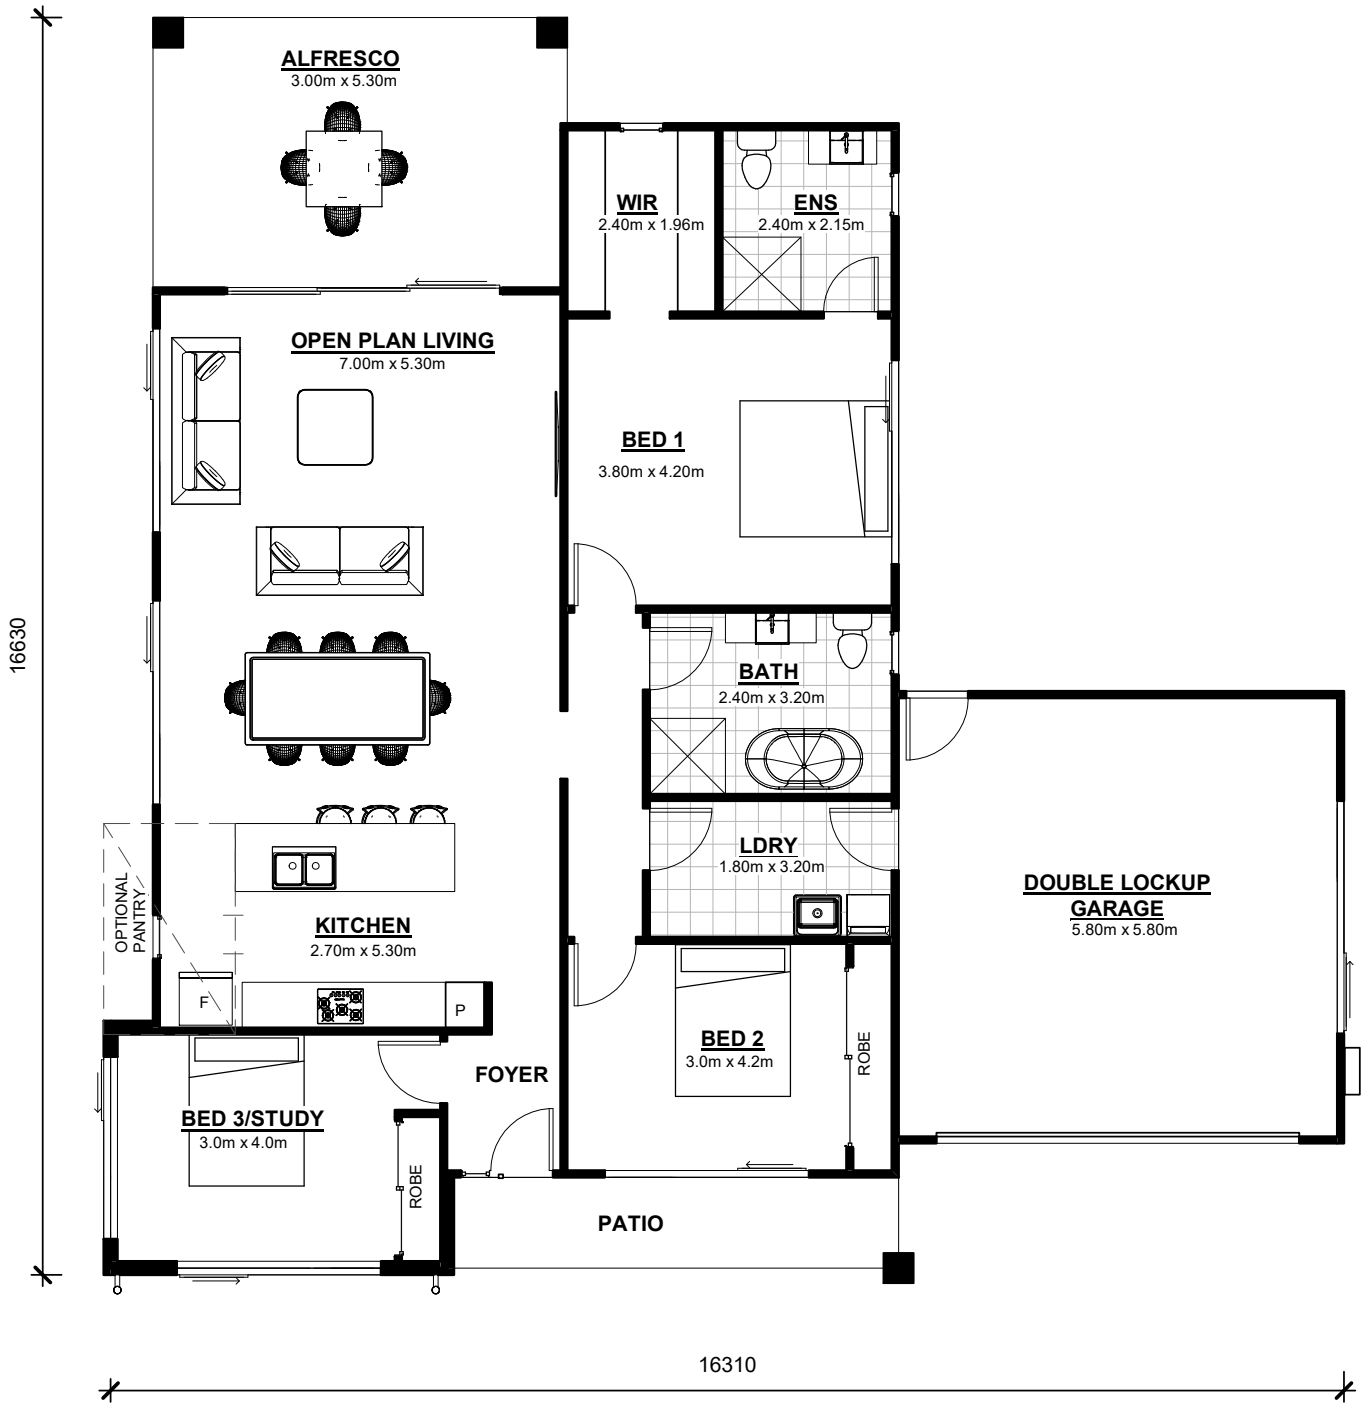 ALFRESCO
3.00m x 5.30m
WIR
2.40m x 1.96m
ENS
2.40m x 2.15m
OPEN PLAN LIVING
7.00m x 5.30m
BED 1
3.80m x 4.20m
16630
BATH
2.40m x 3.20m
LDRY
1.80m x 3.20m
DOUBLE LOCKUP
GARAGE
5.80m x 5.80m
OPTIONAL
PANTRY
KITCHEN
2.70m x 5.30m
F
P
BED 2
3.0m x 4.2m
ROBE
FOYER
BED 3/STUDY
3.0m x 4.0m
ROBE
PATIO
16310